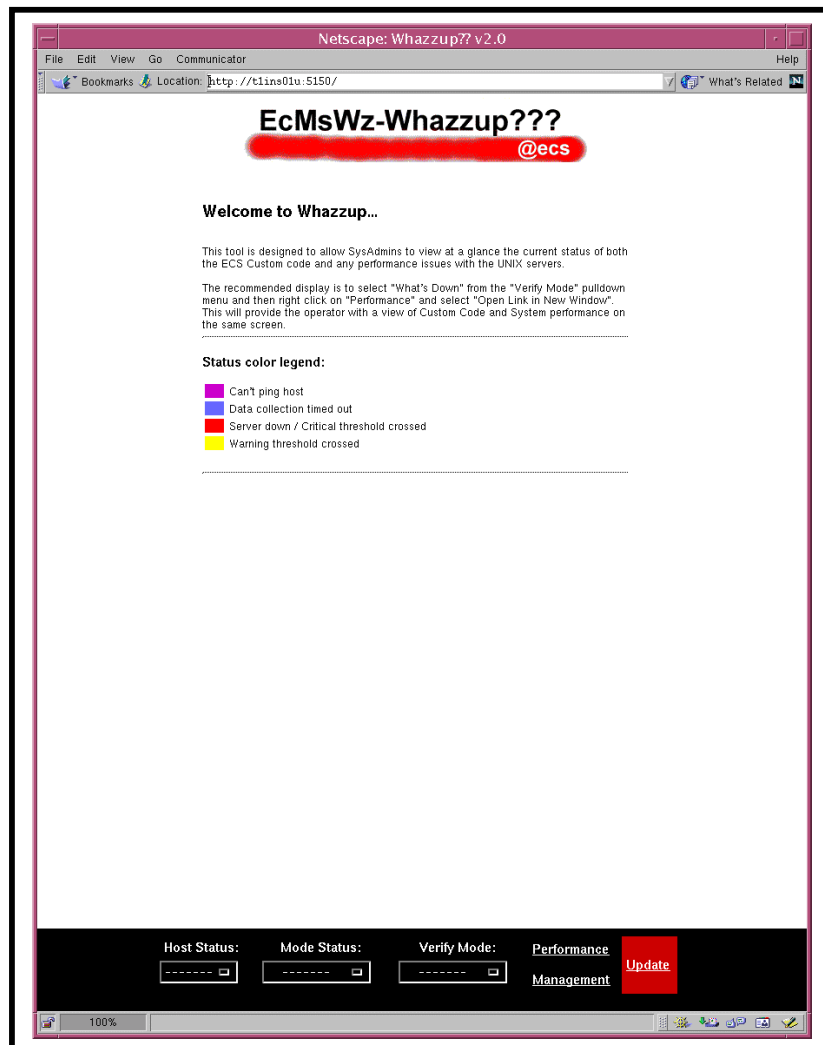 Netscape: Whazzup?? v2.0
File Edit View Go Communicator Help
Bookmarks Location: http://t1ins01u:5150/ What's Related N
EcMsWz-Whazzup???
@ecs
Welcome to Whazzup...
This tool is designed to allow SysAdmins to view at a glance the current status of both
the ECS Custom code and any performance issues with the UNIX servers.
The recommended display is to select "What's Down" from the "Verify Mode" pulldown
menu and then right click on "Performance" and select "Open Link in New Window".
This will provide the operator with a view of Custom Code and System performance on
the same screen.
Status color legend:
Can't ping host
Data collection timed out
Server down / Critical threshold crossed
Warning threshold crossed
Host Status: Mode Status: Verify Mode: Performance
------- ------- ------- Update
Management
100%